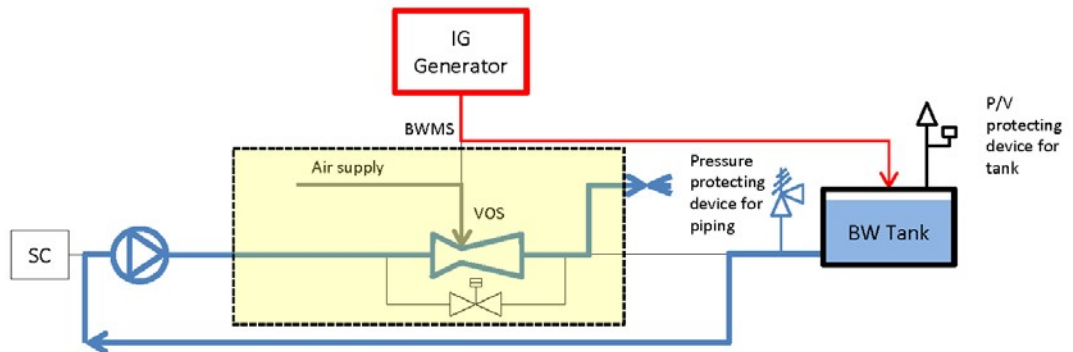 IG
Generator
BWMS
P/V
protecting
device for
tank
Air supply
Pressure
protecting
device for
piping
VOS
SC
BW Tank